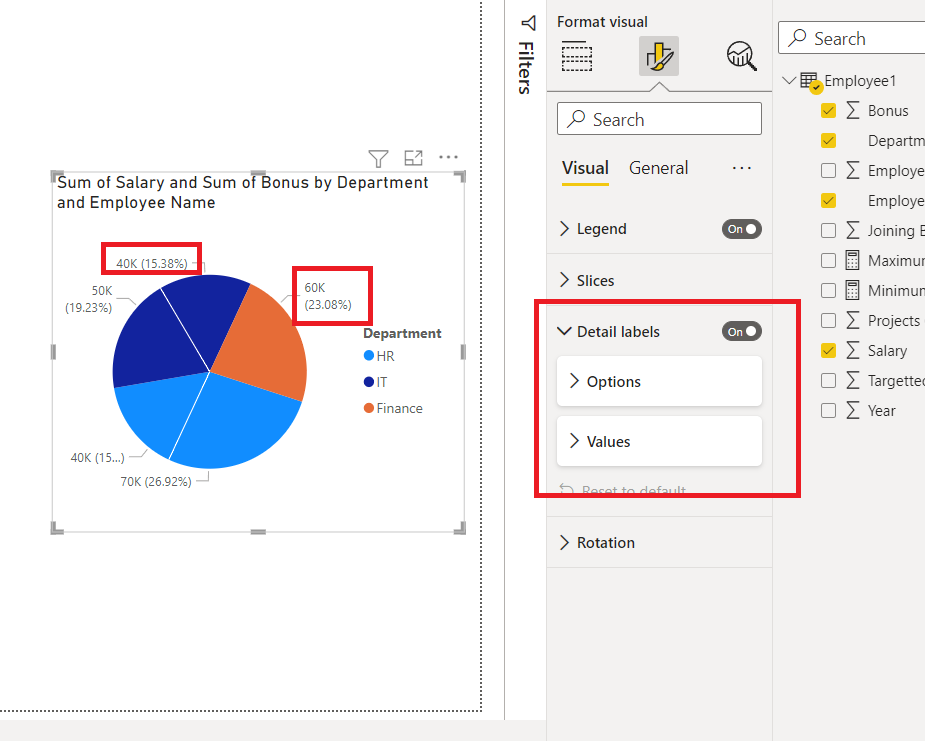 Sum of Salary and Sum of Bonus by Department
and Employee Name
40K (15.38%)
60K
(23.08%)
50K
(19.23%)
40K (15...)
70K (26.92%)
Department
HR
IT
Finance
Filters
Format visual
Search
Visual
General
Legend
On
Slices
Detail labels
On
Options
Values
Reset to default
Rotation
Search
Employee1
Bonus
Departm
Employe
Employe
Joining
Maximu
Minimun
Projects
Salary
Targetted
Year